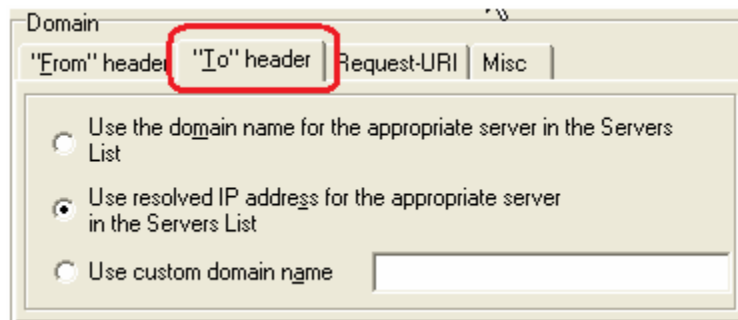 Domain
"From" header "To" header Request-URI Misc
Use the domain name for the appropriate server in the Servers
List
Use resolved IP address for the appropriate server
in the Servers List
Use custom domain name